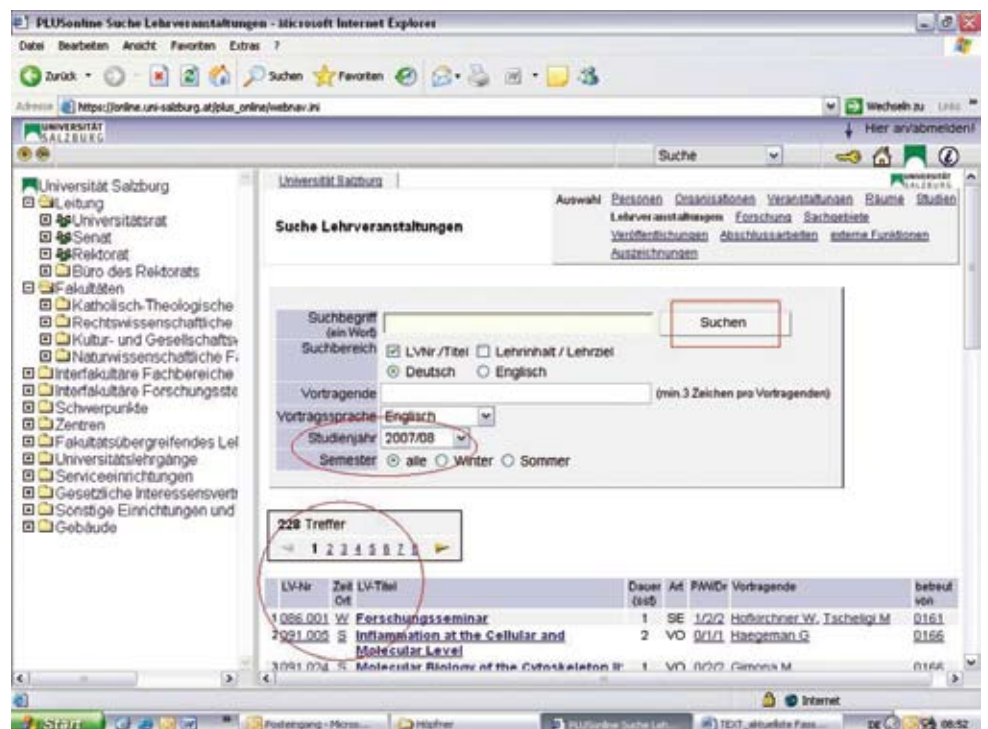 PLUSonline Suche Lehrveranstaltungen - Microsoft Internet Explorer
Datei Bearbeiten Ansicht Favoriten Extras ?
Zurück Suchen Favoriten
Adresse https://online.uni-salzburg.at/plus_online/webnav.ini Wechseln zu Links
UNIVERSITÄT SALZBURG
Hier an/abmelden!
Suche
Universität Salzburg
Leitung
Universitätsrat
Senat
Rektorat
Büro des Rektorats
Fakultäten
Katholisch-Theologische
Rechtswissenschaftliche
Kultur- und Gesellschafts
Naturwissenschaftliche F
Interfakultäre Fachbereiche
Interfakultäre Forschungsste
Schwerpunkte
Zentren
Fakultätsübergreifendes Lel
Universitätslehrgänge
Serviceeinrichtungen
Gesetzliche Interessensvert
Sonstige Einrichtungen und
Gebäude
Universität Salzburg
UNIVERSITÄT SALZBURG
Suche Lehrveranstaltungen
Auswahl Personen Organisationen Veranstaltungen Räume Studien
Lehrveranstaltungen Forschung Sachgebiete
Veröffentlichungen Abschlussarbeiten externe Funktionen
Auszeichnungen
Suchbegriff
(ein Wort)
Suchen
Suchbereich LVNr./Titel Lehrinhalt / Lehrziel
Deutsch Englisch
Vortragende (min.3 Zeichen pro Vortragenden)
Vortragssprache Englisch
Studienjahr 2007/08
Semester alle Winter Sommer
228 Treffer
1 2 3 4 5 6 7 8
LV-Nr Zeit Ort LV-Titel Dauer (sst) Art P/W/Dr Vortragende betreut von
1 086.001 W Forschungsseminar 1 SE 1/2/2 Hofkirchner W, Tscheligi M 0161
2 091.005 S Inflammation at the Cellular and 2 VO 0/1/1 Haegeman G 0166
Molecular Level
3 091.024 S Molecular Biology of the Cytoskeleton II: 1 VO 0/2/2 Gimona M 0166
Internet
Start Posteingang - Micros... Höpfner PLUSonline Suche Leh... TEXT_aktuellste Fass... DE 08:52